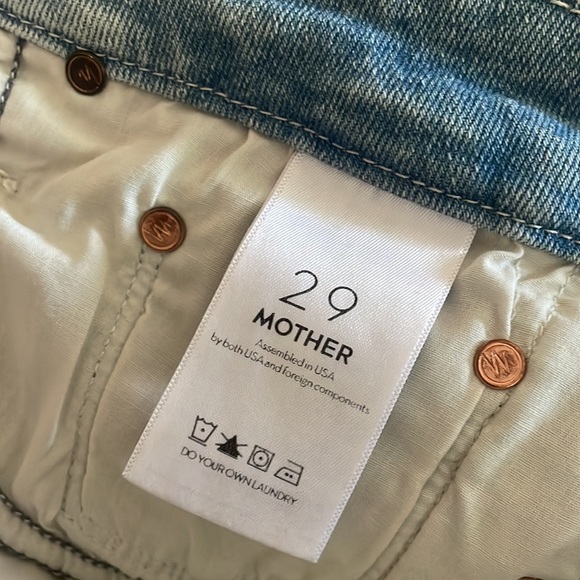 29
MOTHER
Assembled in USA
by both USA and foreign components
DO YOUR OWN LAUNDRY